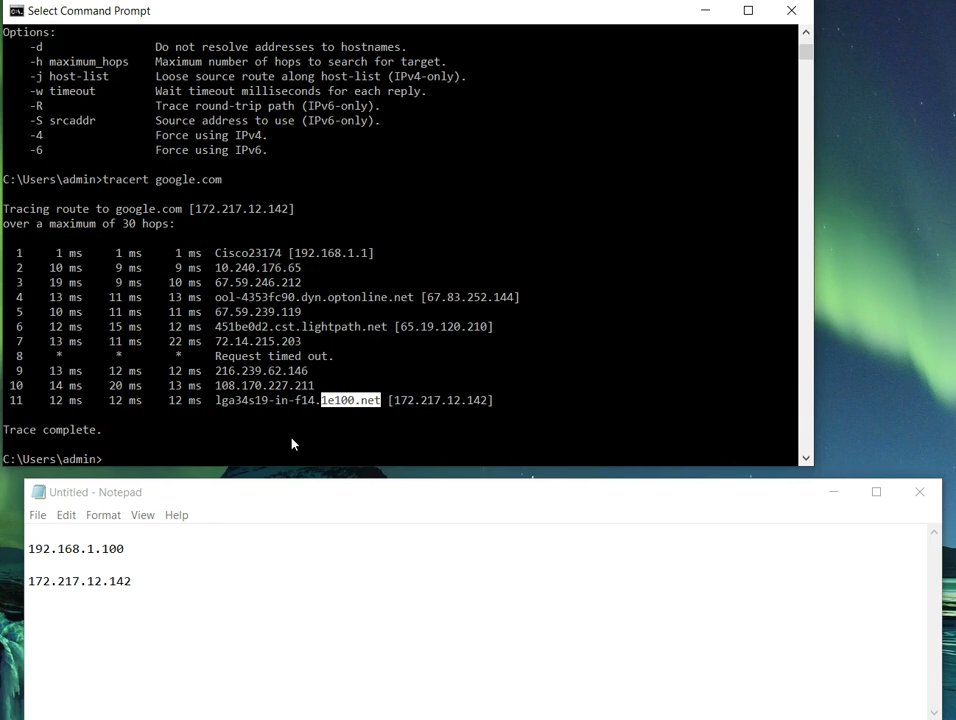 Select Command Prompt
Options:
-d Do not resolve addresses to hostnames.
-h maximum_hops Maximum number of hops to search for target.
-j host-list Loose source route along host-list (IPv4-only).
-w timeout Wait timeout milliseconds for each reply.
-R Trace round-trip path (IPv6-only).
-S srcaddr Source address to use (IPv6-only).
-4 Force using IPv4.
-6 Force using IPv6.
C:\Users\admin>tracert google.com
Tracing route to google.com [172.217.12.142]
over a maximum of 30 hops:
1 1 ms 1 ms 1 ms Cisco23174 [192.168.1.1]
2 10 ms 9 ms 9 ms 10.240.176.65
3 19 ms 9 ms 10 ms 67.59.246.212
4 13 ms 11 ms 13 ms ool-4353fc90.dyn.optonline.net [67.83.252.144]
5 10 ms 11 ms 11 ms 67.59.239.119
6 12 ms 15 ms 12 ms 451be0d2.cst.lightpath.net [65.19.120.210]
7 13 ms 11 ms 22 ms 72.14.215.203
8 * * * Request timed out.
9 13 ms 12 ms 12 ms 216.239.62.146
10 14 ms 20 ms 13 ms 108.170.227.211
11 12 ms 12 ms 12 ms lga34s19-in-f14.1e100.net [172.217.12.142]
Trace complete.
C:\Users\admin>
Untitled - Notepad
File Edit Format View Help
192.168.1.100
172.217.12.142